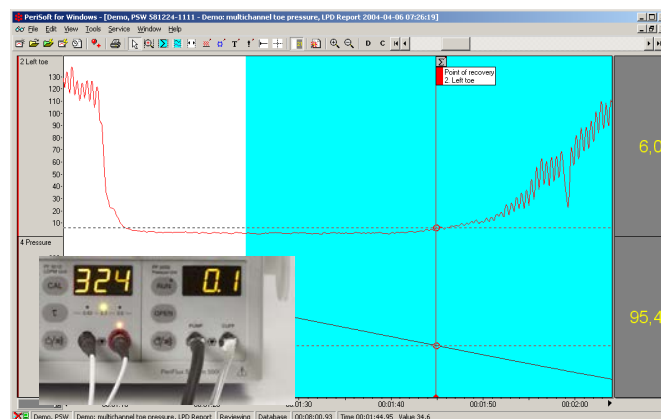 PeriSoft for Windows - [Demo, PSW 581224-1111 - Demo: multichannel toe pressure, LPD Report 2004-04-06 07:26:19]
File Edit View Tools Service Window Help
D C
2 Left toe
130
120
110
100
90
80
70
60
50
40
30
20
10
Σ
Point of recovery
2. Left toe
6,0
4 Pressure
95,4
324
0.1
CAL
RUN
τ
OPEN
PUMP
CUFF
00:01:30
00:01:40
00:01:50
00:02:00
Demo, PSW Demo: multichannel toe pressure, LPD Report Reviewing Database 00:08:00.93 Time 00:01:44.95 Value 34.6